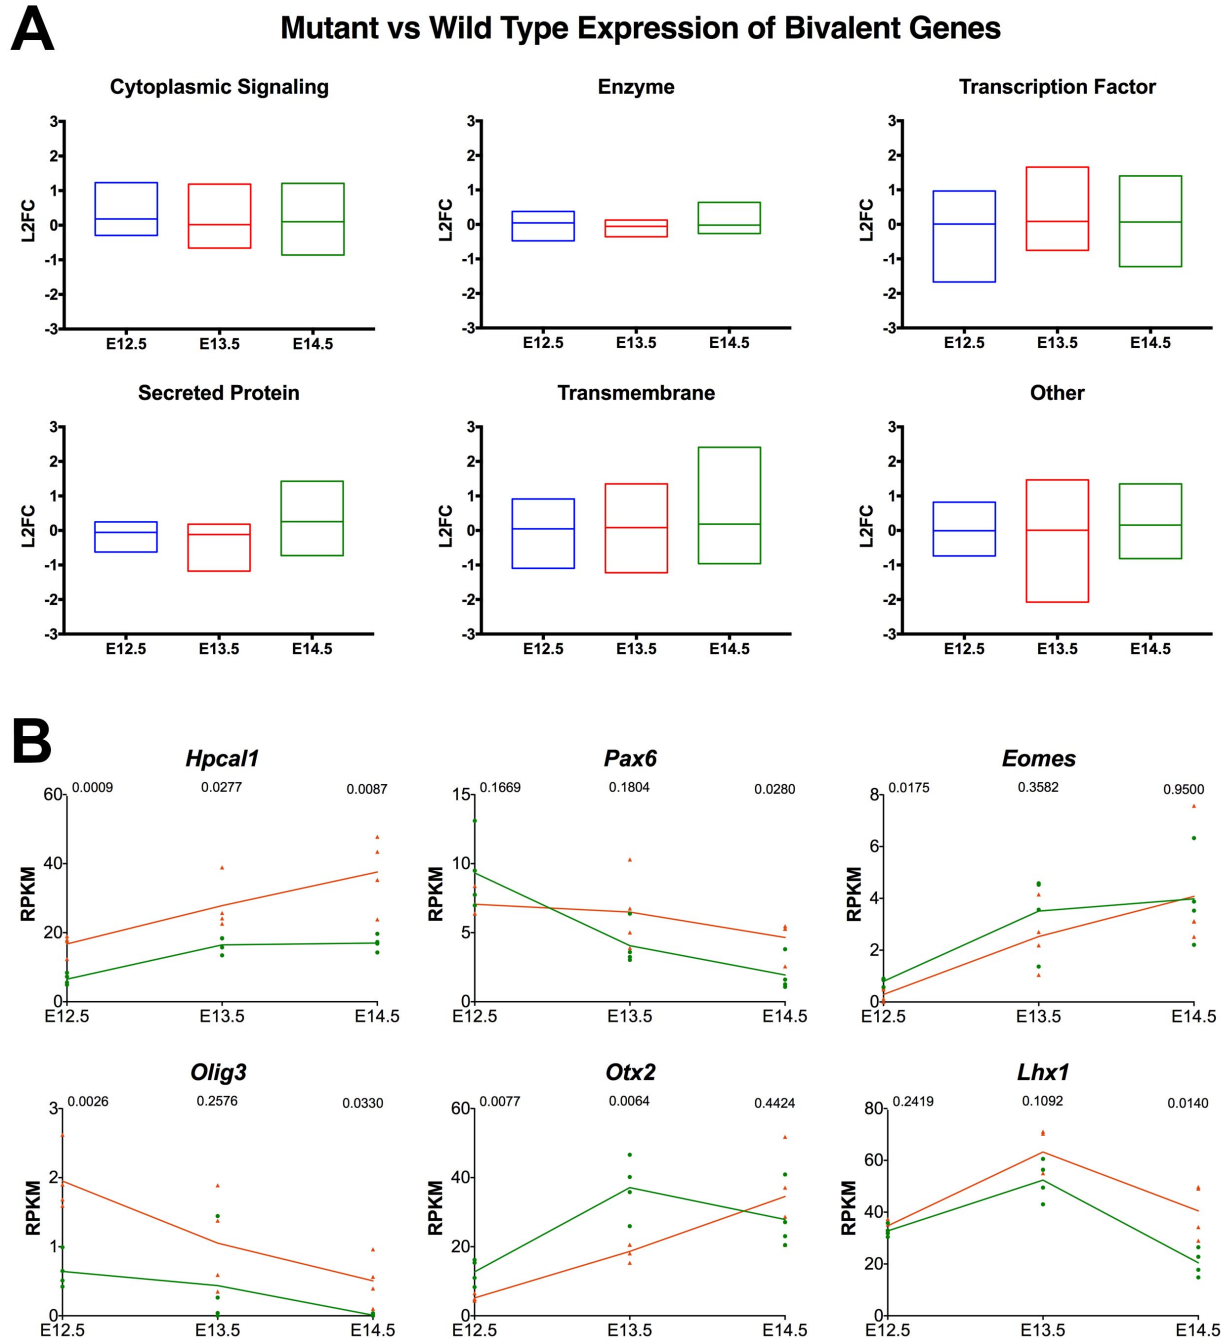 A
Mutant vs Wild Type Expression of Bivalent Genes
Cytoplasmic Signaling
3
2
1
0
-1
-2
-3
L2FC
E12.5 E13.5 E14.5
Enzyme
3
2
1
0
-1
-2
-3
L2FC
E12.5 E13.5 E14.5
Transcription Factor
3
2
1
0
-1
-2
-3
L2FC
E12.5 E13.5 E14.5
Secreted Protein
3
2
1
0
-1
-2
-3
L2FC
E12.5 E13.5 E14.5
Transmembrane
3
2
1
0
-1
-2
-3
L2FC
E12.5 E13.5 E14.5
Other
3
2
1
0
-1
-2
-3
L2FC
E12.5 E13.5 E14.5
B
Hpcal1
0.0009 0.0277 0.0087
60
40
20
0
RPKM
E12.5 E13.5 E14.5
Pax6
0.1669 0.1804 0.0280
15
10
5
0
RPKM
E12.5 E13.5 E14.5
Eomes
0.0175 0.3582 0.9500
8
6
4
2
0
RPKM
E12.5 E13.5 E14.5
Olig3
0.0026 0.2576 0.0330
3
2
1
0
RPKM
E12.5 E13.5 E14.5
Otx2
0.0077 0.0064 0.4424
60
40
20
0
RPKM
E12.5 E13.5 E14.5
Lhx1
0.2419 0.1092 0.0140
80
60
40
20
0
RPKM
E12.5 E13.5 E14.5